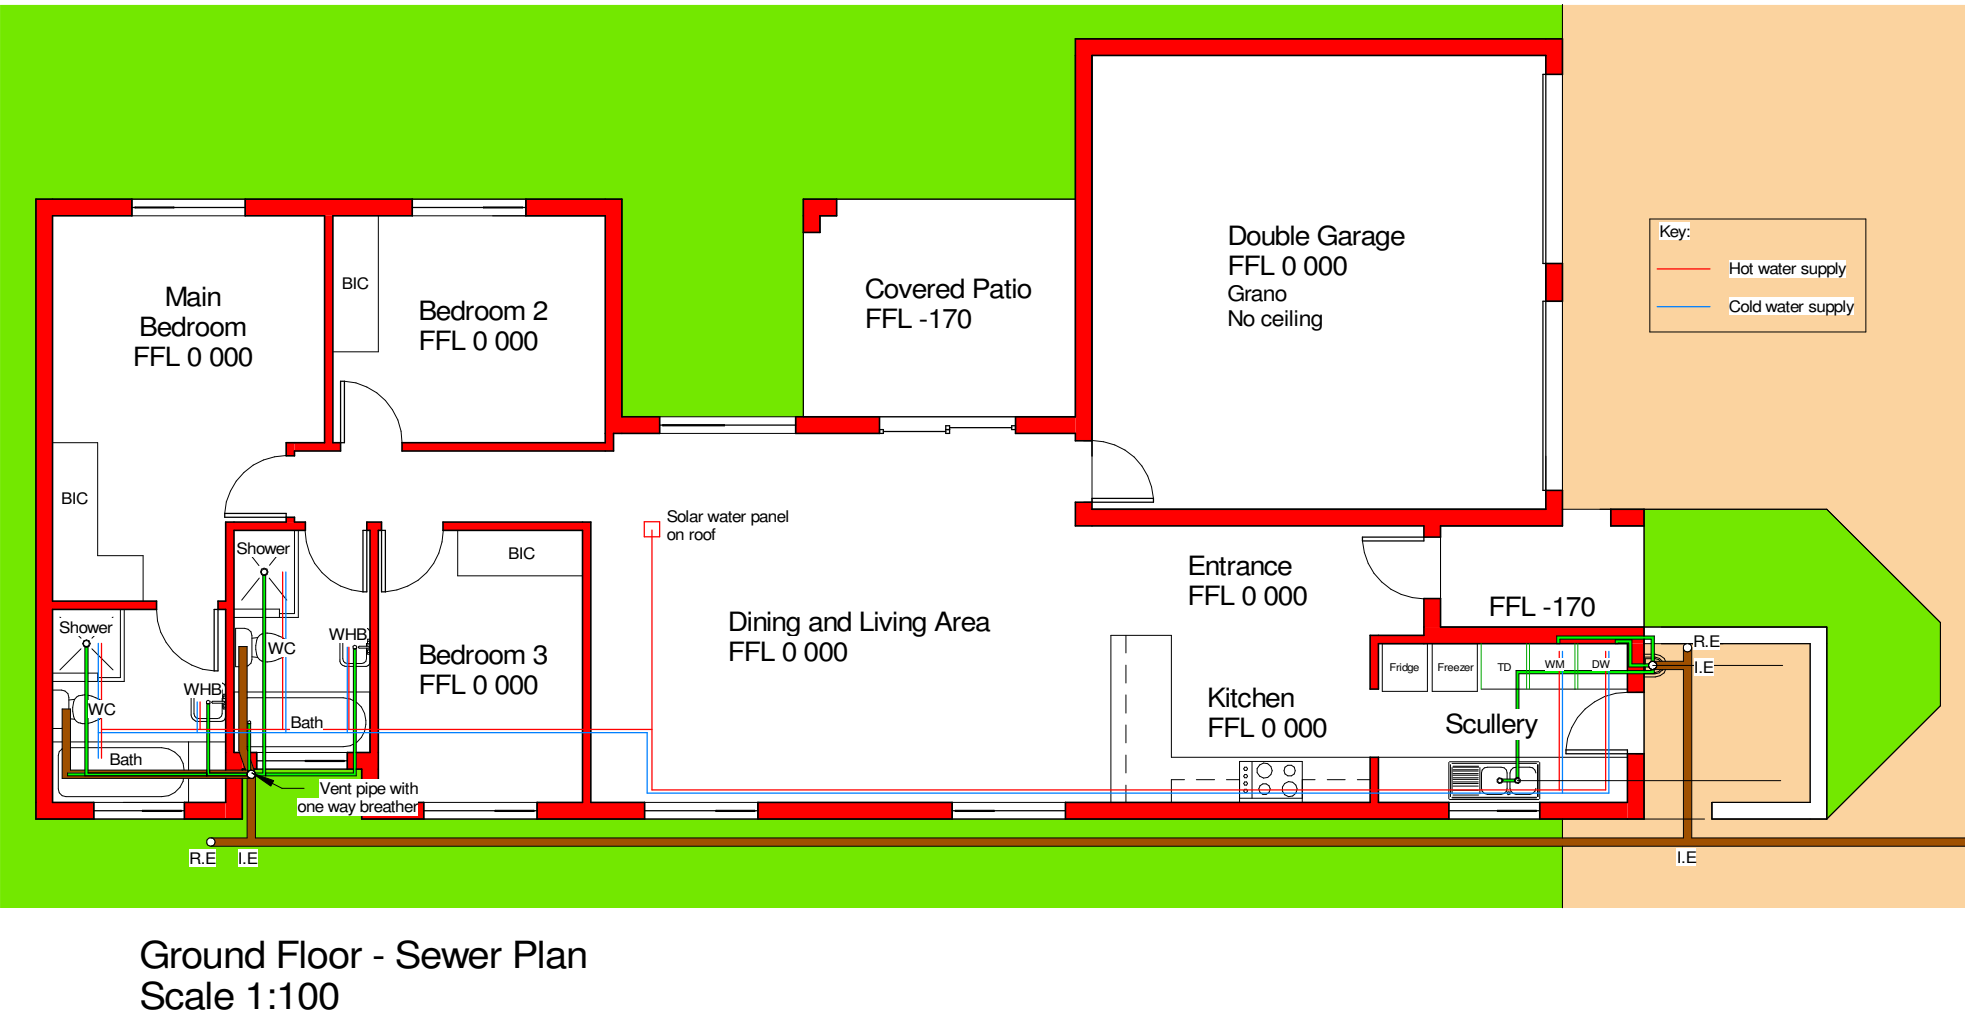 Main
Bedroom
FFL 0 000
BIC
Bedroom 2
FFL 0 000
Covered Patio
FFL -170
Double Garage
FFL 0 000
Grano
No ceiling
Key:
Hot water supply
Cold water supply
BIC
Solar water panel
on roof
Shower
BIC
Entrance
FFL 0 000
FFL -170
Shower
WC
WHB
Bedroom 3
FFL 0 000
Dining and Living Area
FFL 0 000
Fridge
Freezer
TD
WM
DW
R.E
I.E
WHB
WC
Bath
Kitchen
FFL 0 000
Scullery
Bath
Vent pipe with
one way breather
R.E
I.E
I.E
Ground Floor - Sewer Plan
Scale 1:100